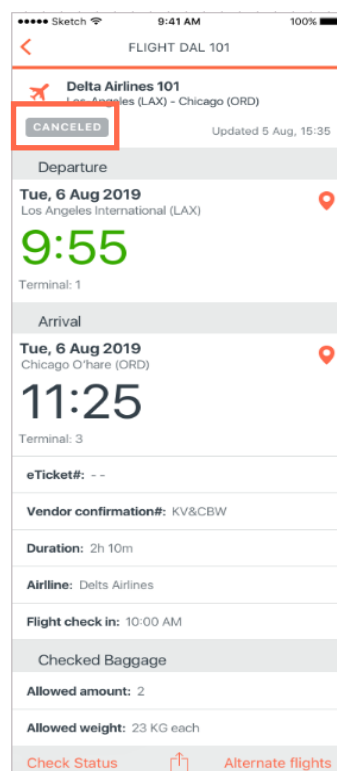 Sketch 9:41 AM 100%
FLIGHT DAL 101
Delta Airlines 101
Los Angeles (LAX) - Chicago (ORD)
CANCELED Updated 5 Aug, 15:35
Departure
Tue, 6 Aug 2019
Los Angeles International (LAX)
9:55
Terminal: 1
Arrival
Tue, 6 Aug 2019
Chicago O'hare (ORD)
11:25
Terminal: 3
eTicket#: - -
Vendor confirmation#: KV&CBW
Duration: 2h 10m
Airlline: Delts Airlines
Flight check in: 10:00 AM
Checked Baggage
Allowed amount: 2
Allowed weight: 23 KG each
Check Status Alternate flights